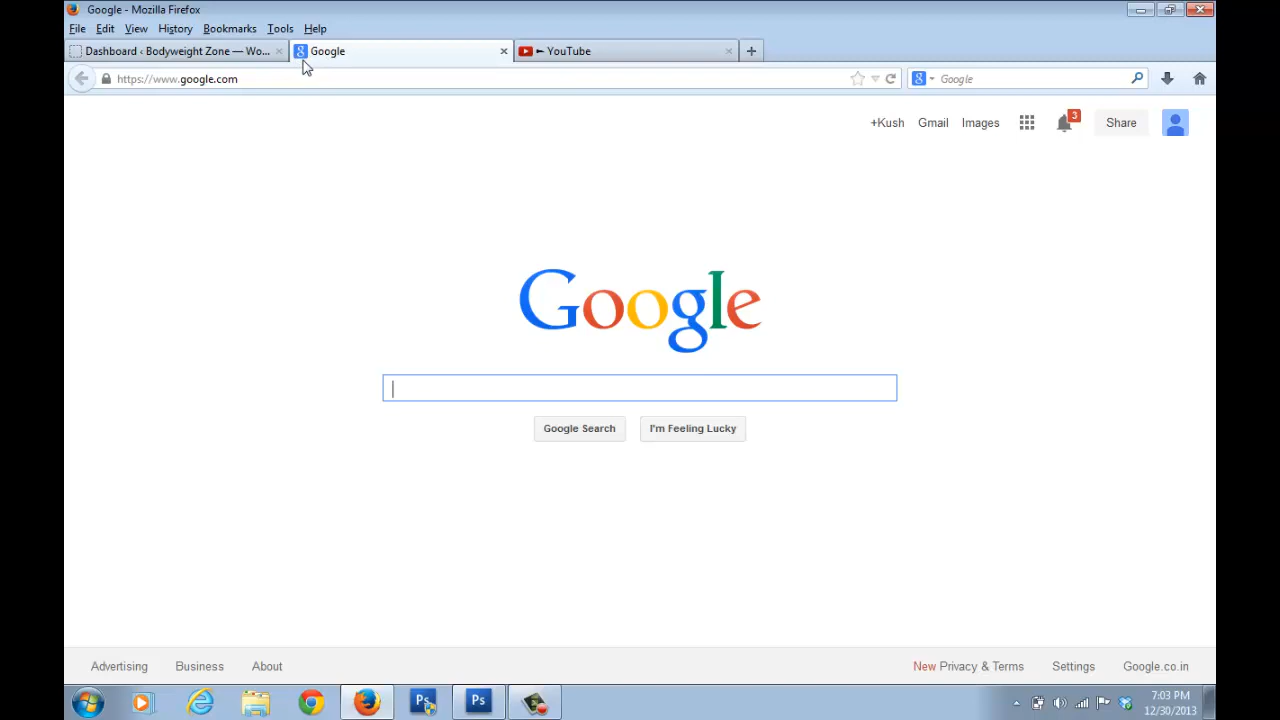 Google - Mozilla Firefox
File Edit View History Bookmarks Tools Help
Dashboard ‹ Bodyweight Zone — Wo... Google ► YouTube
https://www.google.com Google
+Kush Gmail Images 3 Share
Google
Google Search I'm Feeling Lucky
Advertising Business About New Privacy & Terms Settings Google.co.in
Ps Ps 7:03 PM
12/30/2013